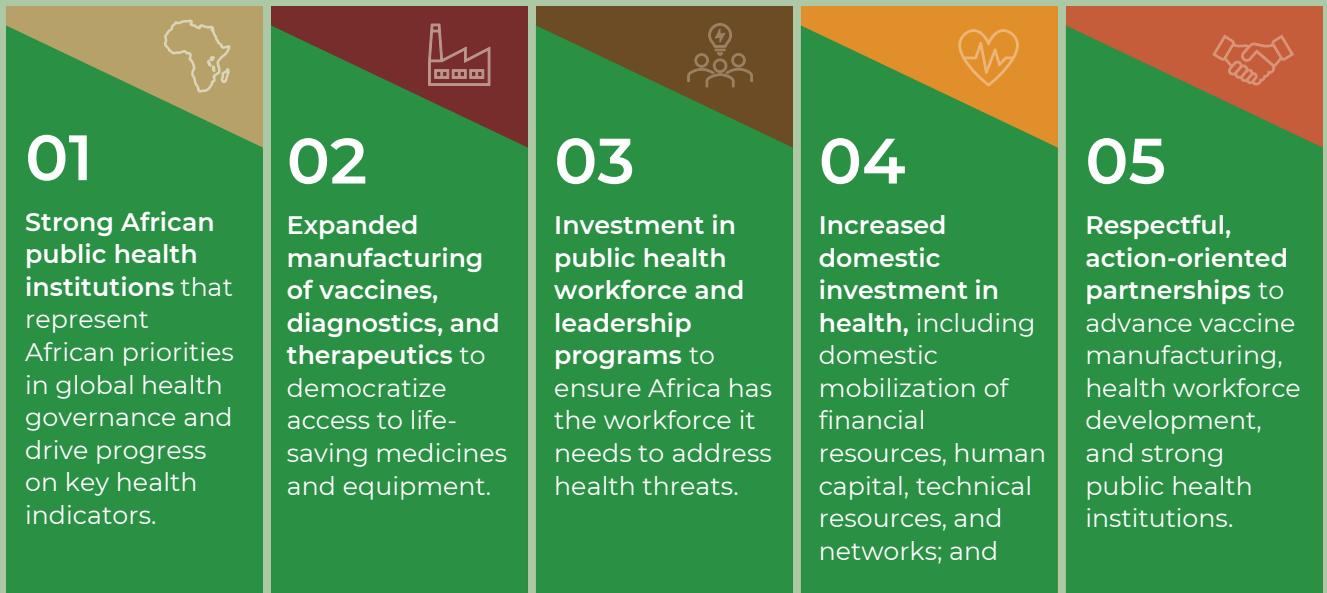 01
Strong African
public health
institutions that
represent
African priorities
in global health
governance and
drive progress
on key health
indicators.
02
Expanded
manufacturing
of vaccines,
diagnostics, and
therapeutics to
democratize
access to life-
saving medicines
and equipment.
03
Investment in
public health
workforce and
leadership
programs to
ensure Africa has
the workforce it
needs to address
health threats.
04
Increased
domestic
investment in
health, including
domestic
mobilization of
financial
resources, human
capital, technical
resources, and
networks; and
05
Respectful,
action-oriented
partnerships to
advance vaccine
manufacturing,
health workforce
development,
and strong
public health
institutions.